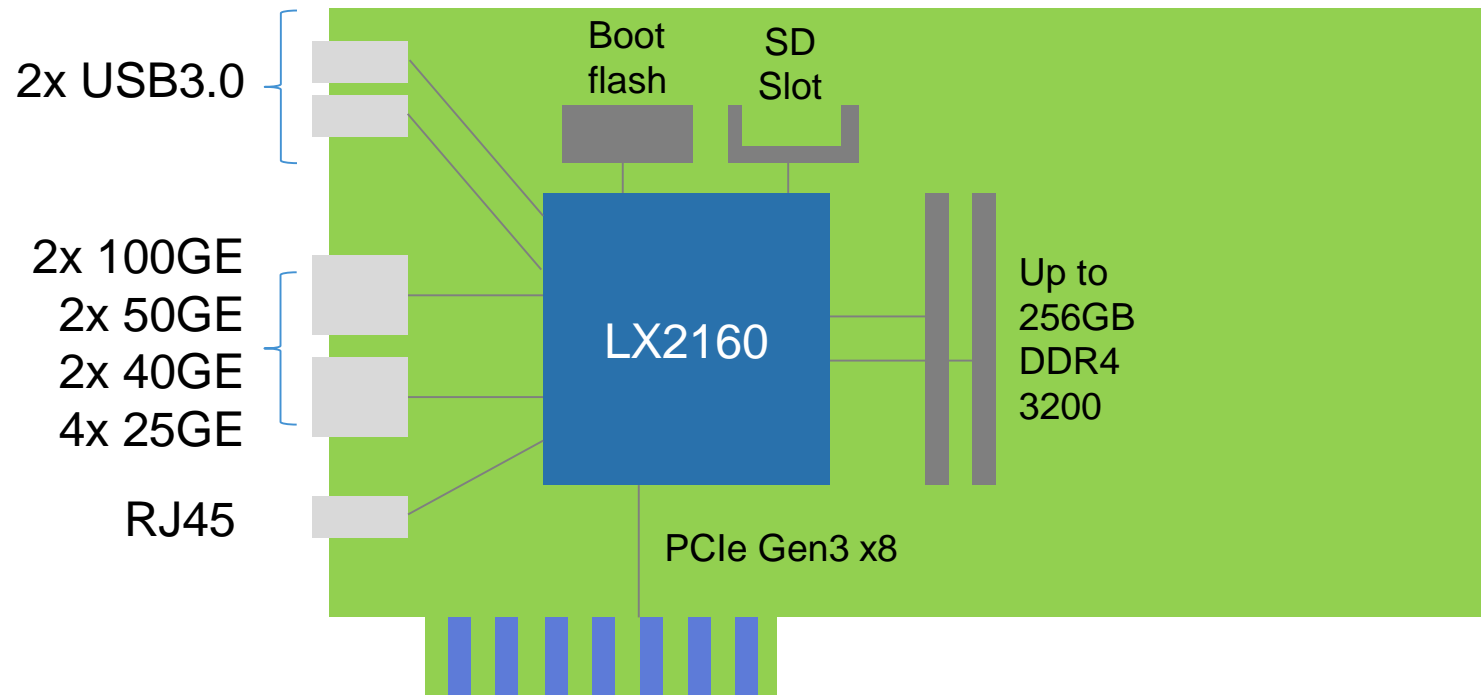 2x USB3.0
Boot
flash
SD
Slot
2x 100GE
2x 50GE
2x 40GE
4x 25GE
LX2160
Up to
256GB
DDR4
3200
RJ45
PCIe Gen3 x8